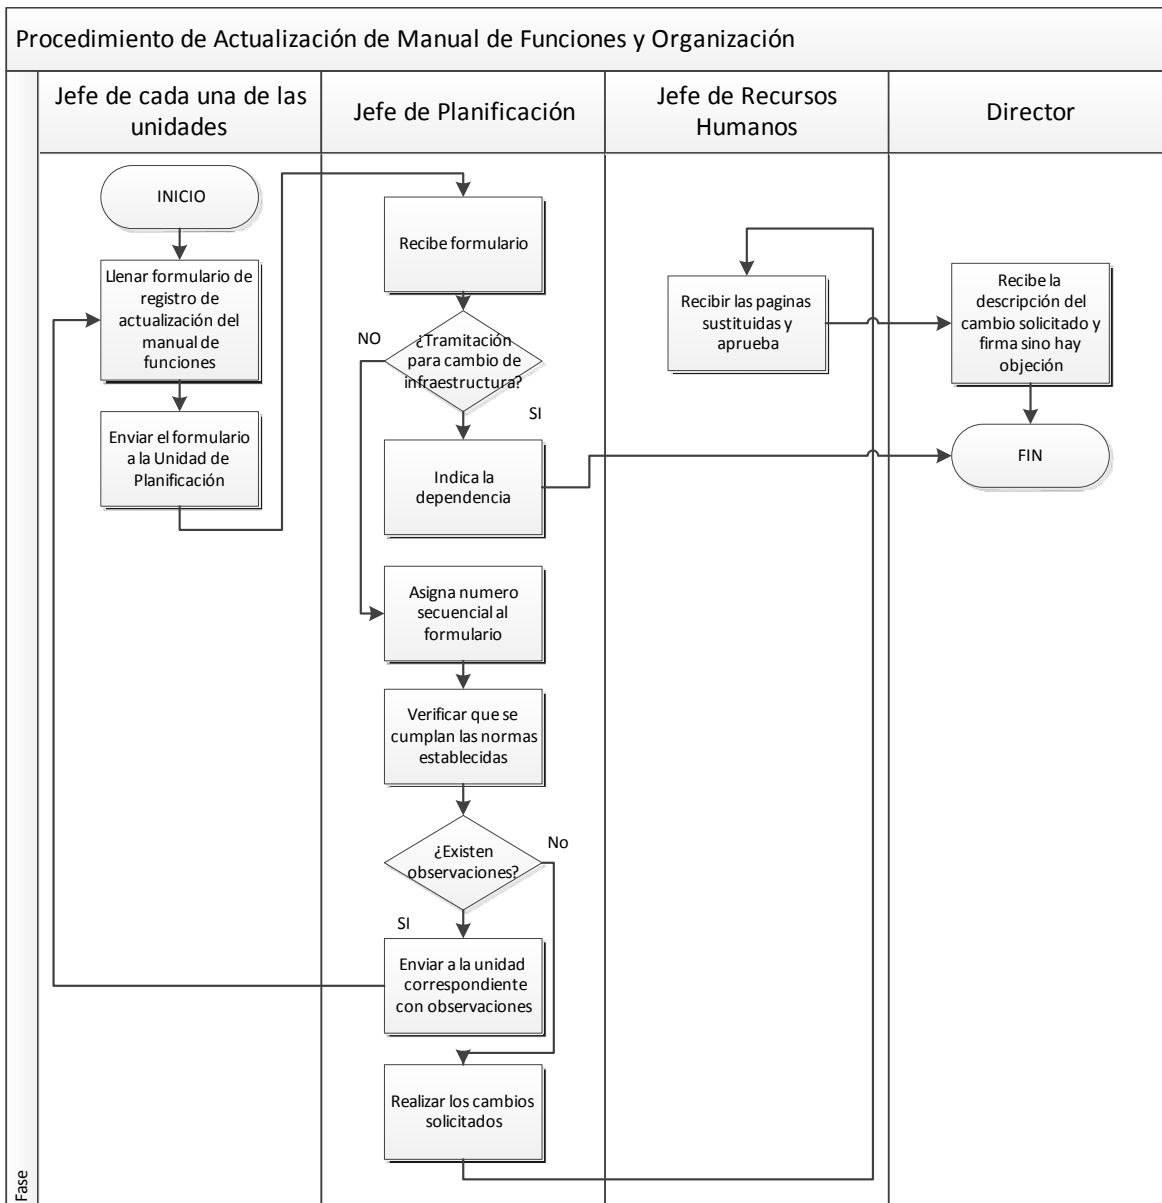 Procedimiento de Actualización de Manual de Funciones y Organización
Jefe de cada una de las
unidades
Jefe de Planificación
Jefe de Recursos
Humanos
Director
INICIO
Llenar formulario de
registro de
actualización del
manual de
funciones
Enviar el formulario
a la Unidad de
Planificación
Recibe formulario
¿Tramitación
para cambio de
infraestructura?
NO
SI
Indica la
dependencia
Asigna numero
secuencial al
formulario
Verificar que se
cumplan las normas
establecidas
¿Existen
observaciones?
No
SI
Enviar a la unidad
correspondiente
con observaciones
Realizar los cambios
solicitados
Recibir las paginas
sustituidas y
aprueba
Recibe la
descripción del
cambio solicitado y
firma sino hay
objeción
FIN
Fase